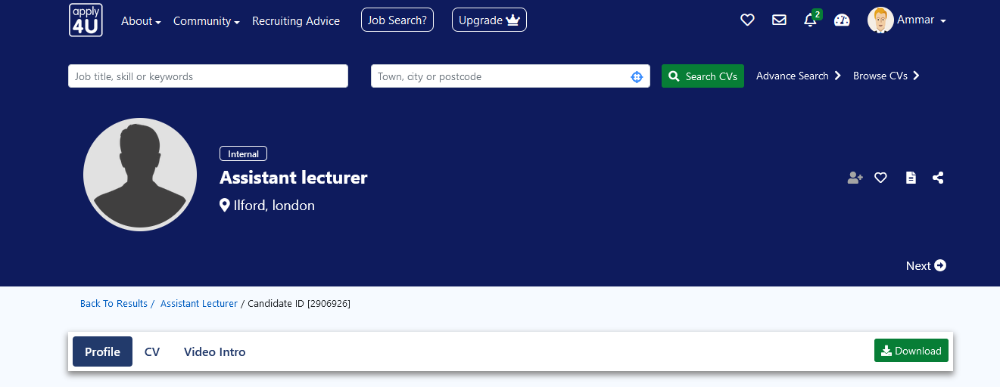 apply
4U
About
Community
Recruiting Advice
Job Search?
Upgrade
2
Ammar
Job title, skill or keywords
Town, city or postcode
Search CVs
Advance Search
Browse CVs
Internal
Assistant lecturer
Ilford, london
Next
Back To Results / Assistant Lecturer / Candidate ID [2906926]
Profile
CV
Video Intro
Download